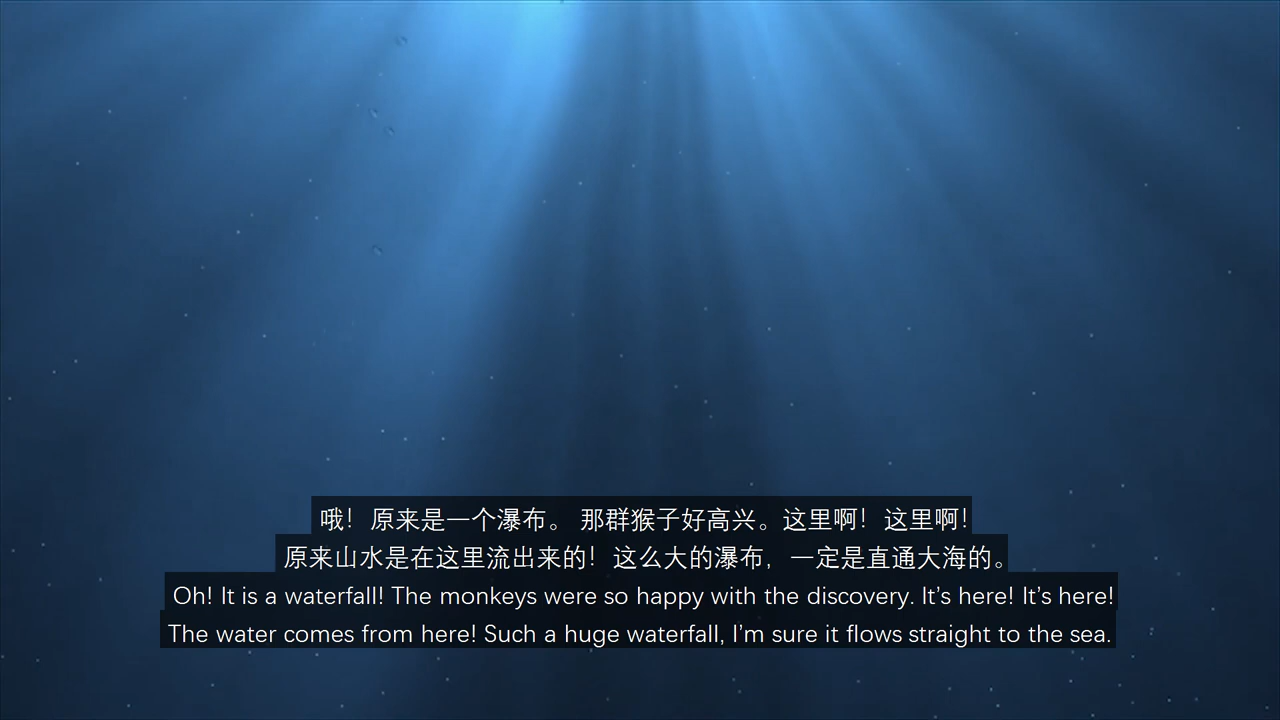 哦！原来是一个瀑布。 那群猴子好高兴。这里啊！这里啊！
原来山水是在这里流出来的！这么大的瀑布，一定是直通大海的。
Oh! It is a waterfall! The monkeys were so happy with the discovery. It’s here! It’s here!
The water comes from here! Such a huge waterfall, I’m sure it flows straight to the sea.